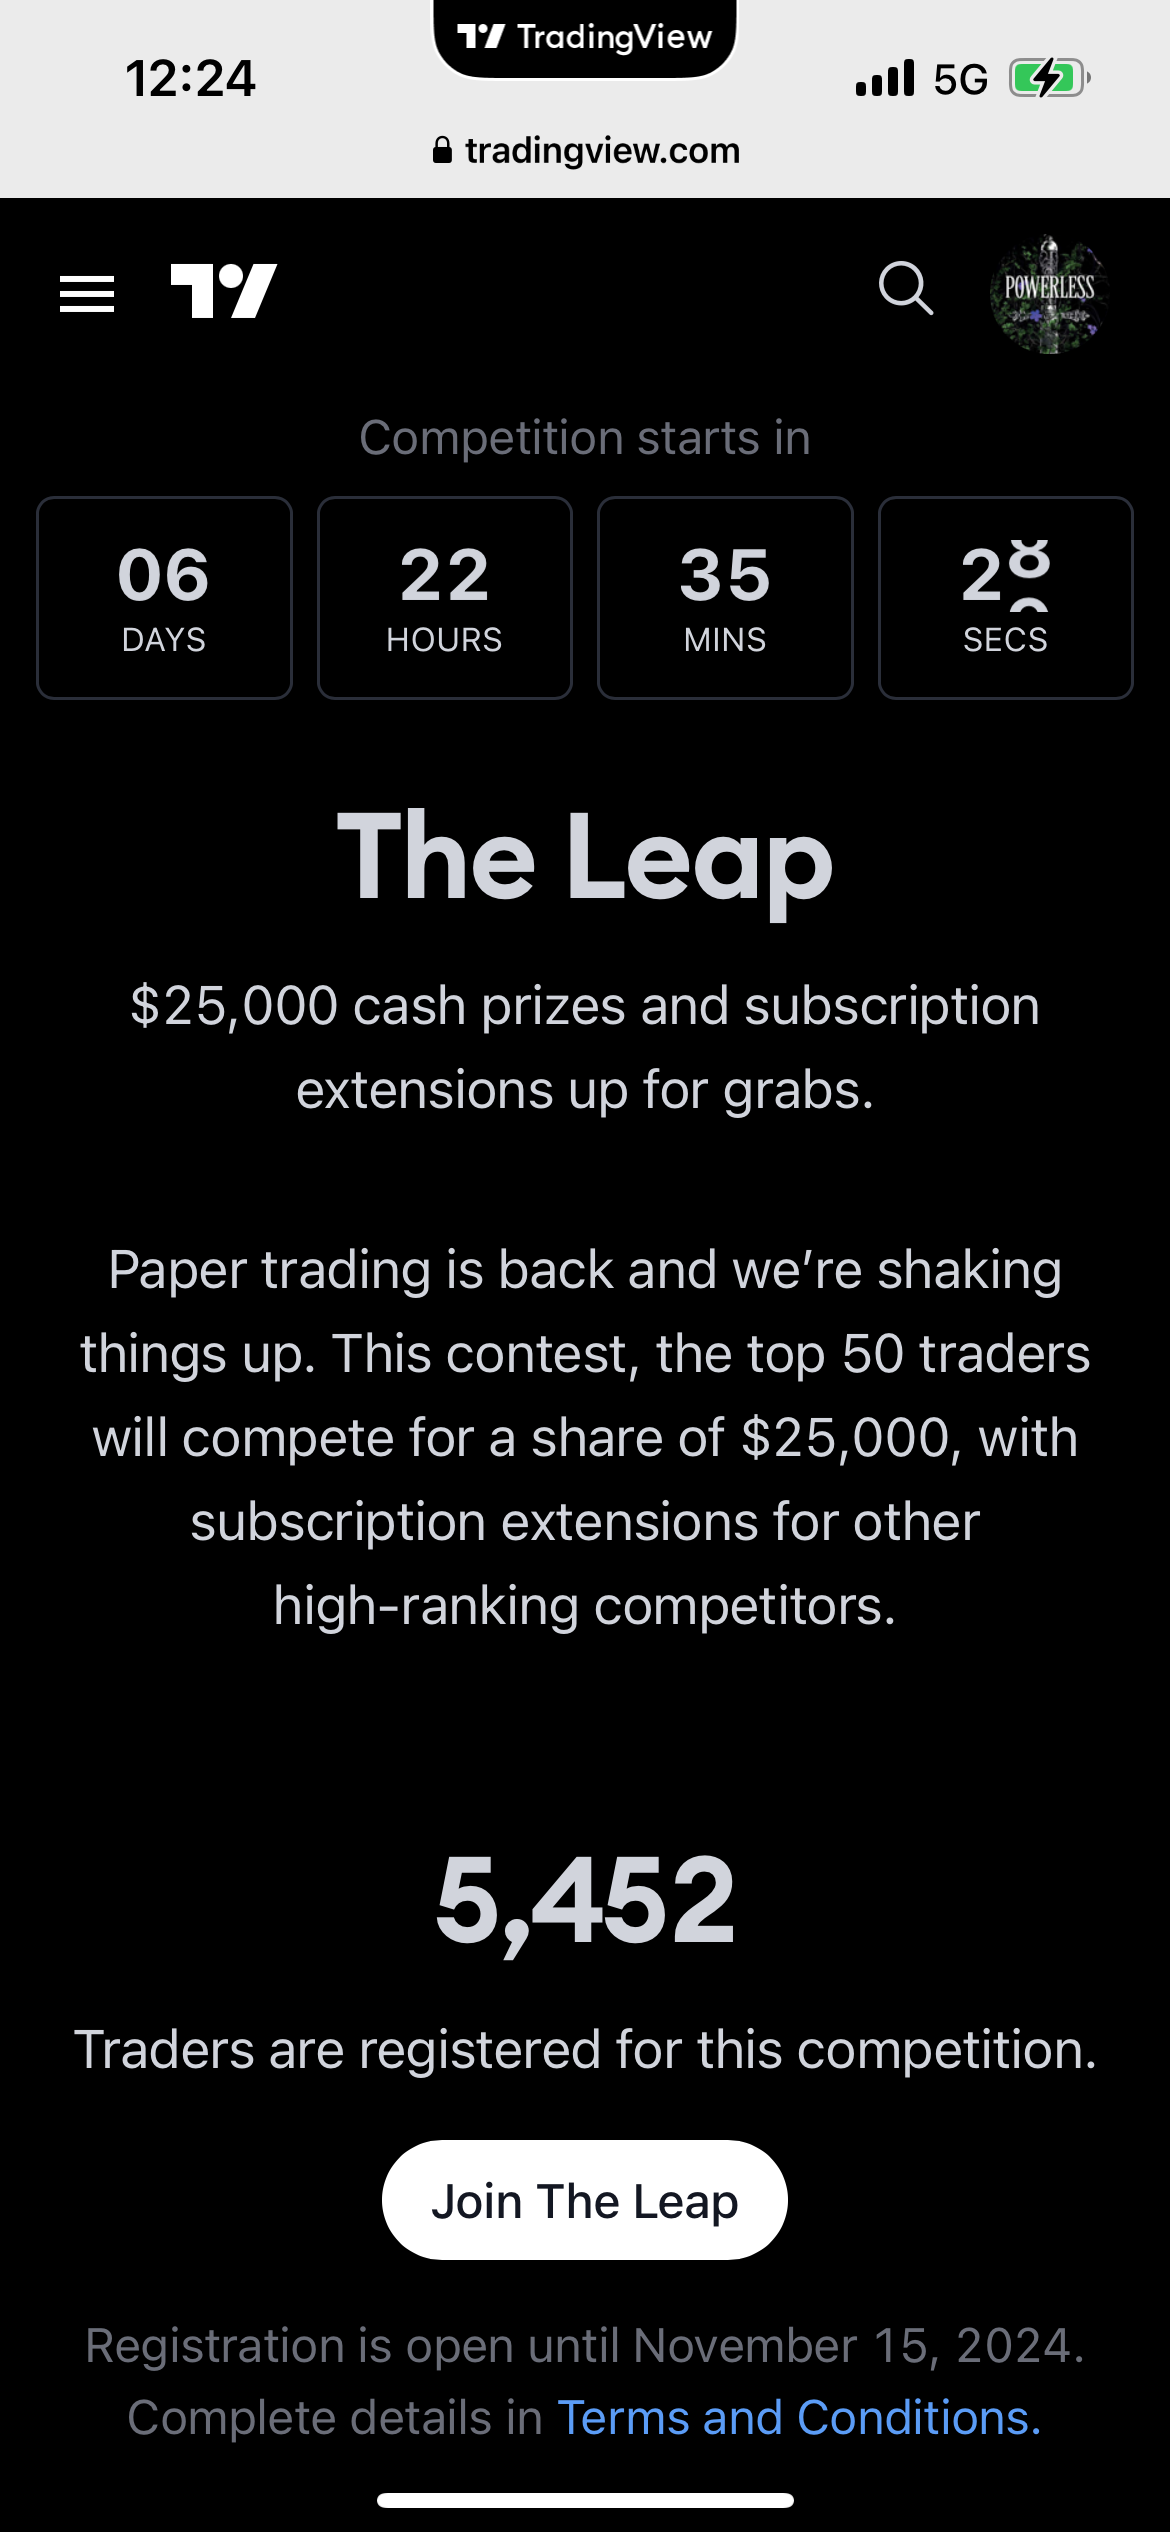 TradingView
12:24
5G
tradingview.com
POWERLESS
Competition starts in
06 22 35 28
DAYS HOURS MINS SECS
The Leap
$25,000 cash prizes and subscription
extensions up for grabs.
Paper trading is back and we’re shaking
things up. This contest, the top 50 traders
will compete for a share of $25,000, with
subscription extensions for other
high-ranking competitors.
5,452
Traders are registered for this competition.
Join The Leap
Registration is open until November 15, 2024.
Complete details in Terms and Conditions.